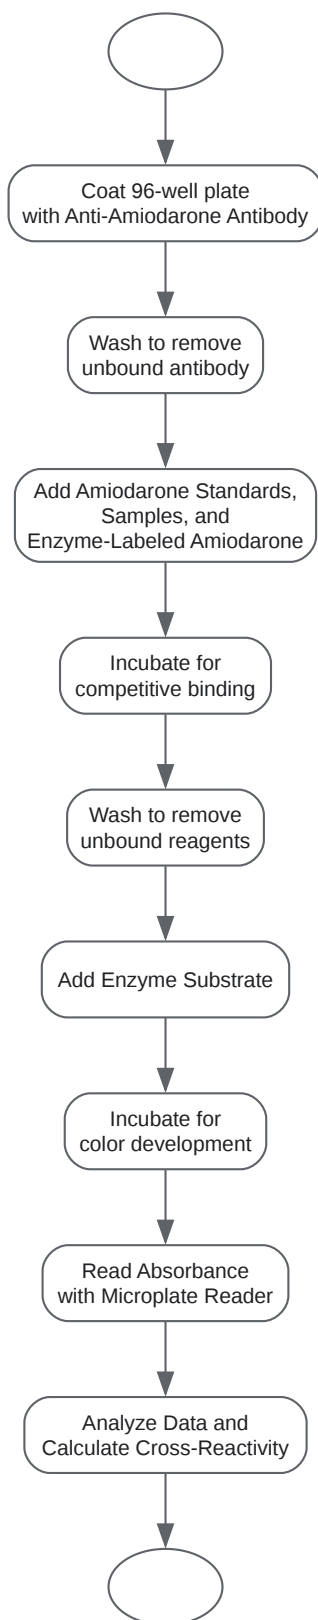 Coat 96-well plate
with Anti-Amiodarone Antibody
Wash to remove
unbound antibody
Add Amiodarone Standards,
Samples, and
Enzyme-Labeled Amiodarone
Incubate for
competitive binding
Wash to remove
unbound reagents
Add Enzyme Substrate
Incubate for
color development
Read Absorbance
with Microplate Reader
Analyze Data and
Calculate Cross-Reactivity